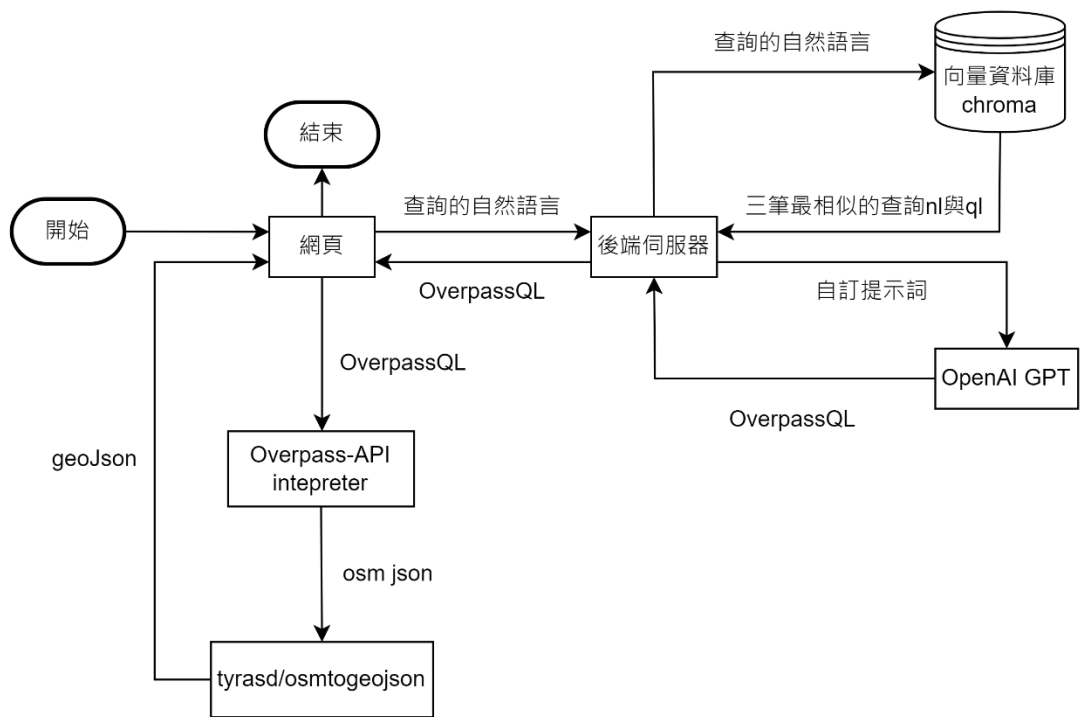 查詢的自然語言
向量資料庫
chroma
結束
開始
查詢的自然語言
三筆最相似的查詢nl與ql
網頁
後端伺服器
OverpassQL
自訂提示詞
OverpassQL
OpenAI GPT
OverpassQL
geoJson
Overpass-API
intepreter
osm json
tyrasd/osmtogeojson